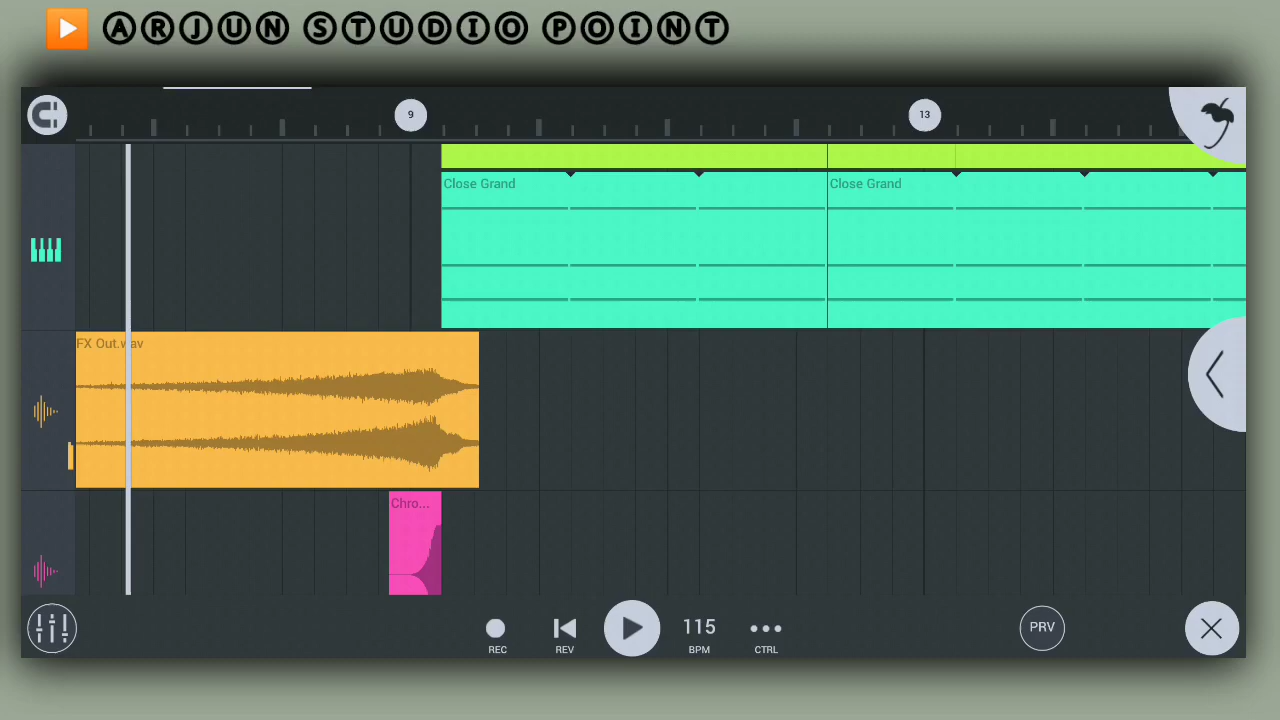 ⒶⓇⒿⓊⓃ ⓈⓉⓊⒹⒾⓄ ⓅⓄⒾⓃⓉ
9 13
Close Grand Close Grand
FX Out.wav
Chro...
115 PRV
REC REV BPM CTRL